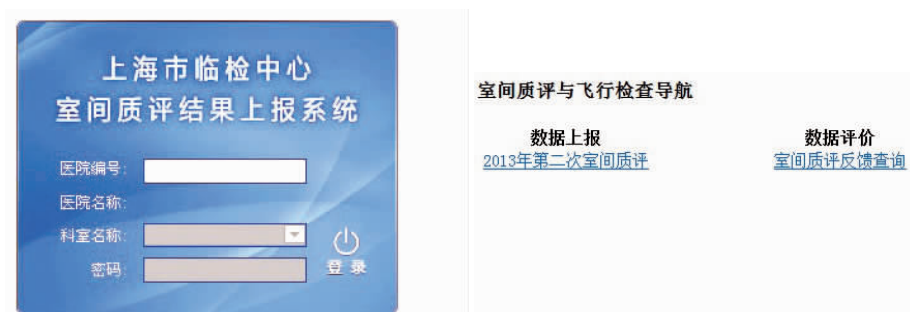 上海市临检中心
室间质评结果上报系统
医院编号:
医院名称:
科室名称:
密码:
登录
室间质评与飞行检查导航
数据上报
数据评价
2013年第二次室间质评
室间质评反馈查询